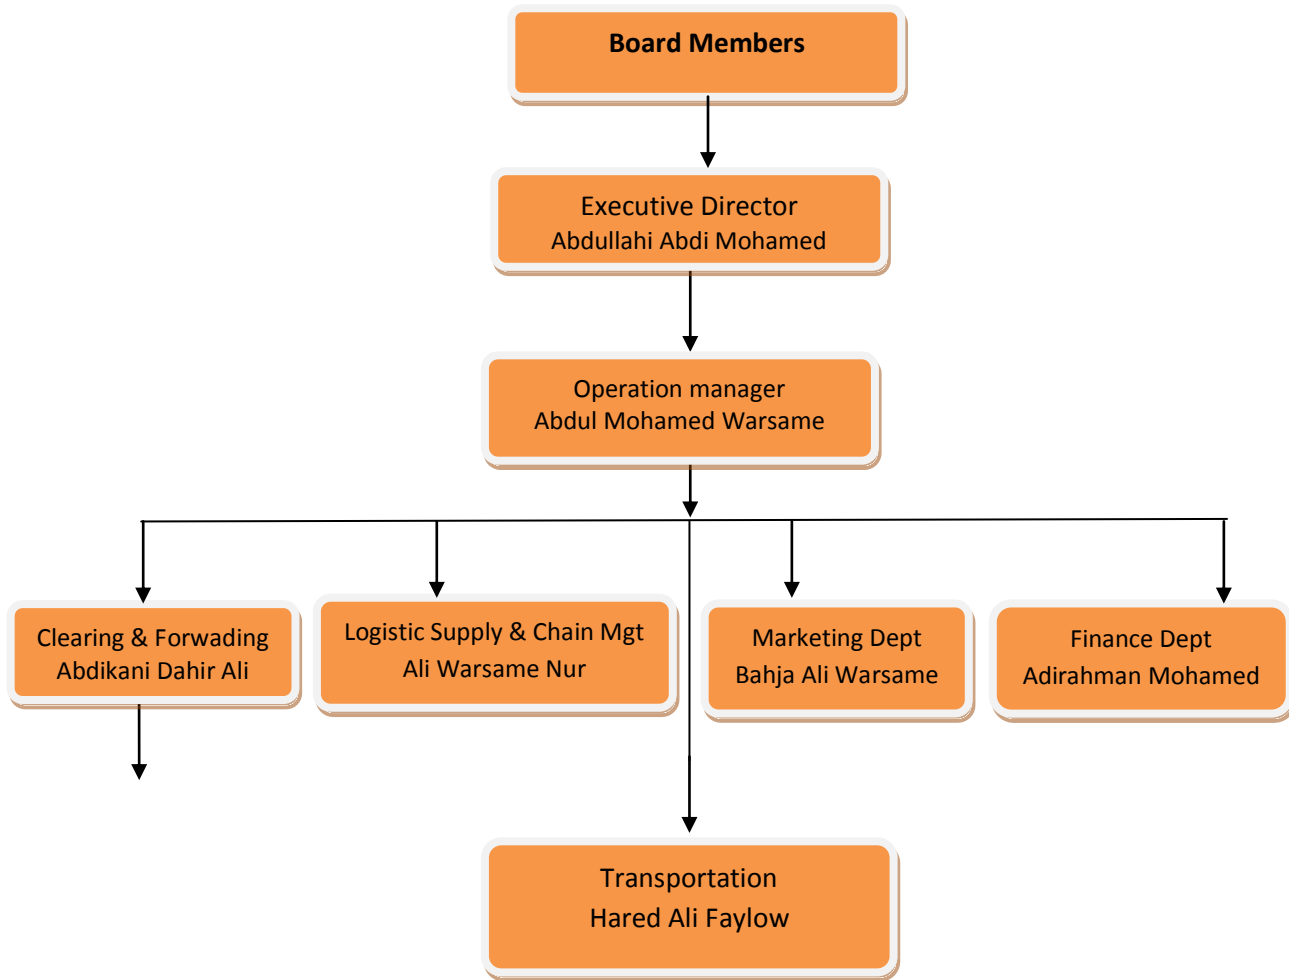 Board Members
Executive Director
Abdullahi Abdi Mohamed
Operation manager
Abdul Mohamed Warsame
Clearing & Forwading
Abdikani Dahir Ali
Logistic Supply & Chain Mgt
Ali Warsame Nur
Marketing Dept
Bahja Ali Warsame
Finance Dept
Adirahman Mohamed
Transportation
Hared Ali Faylow